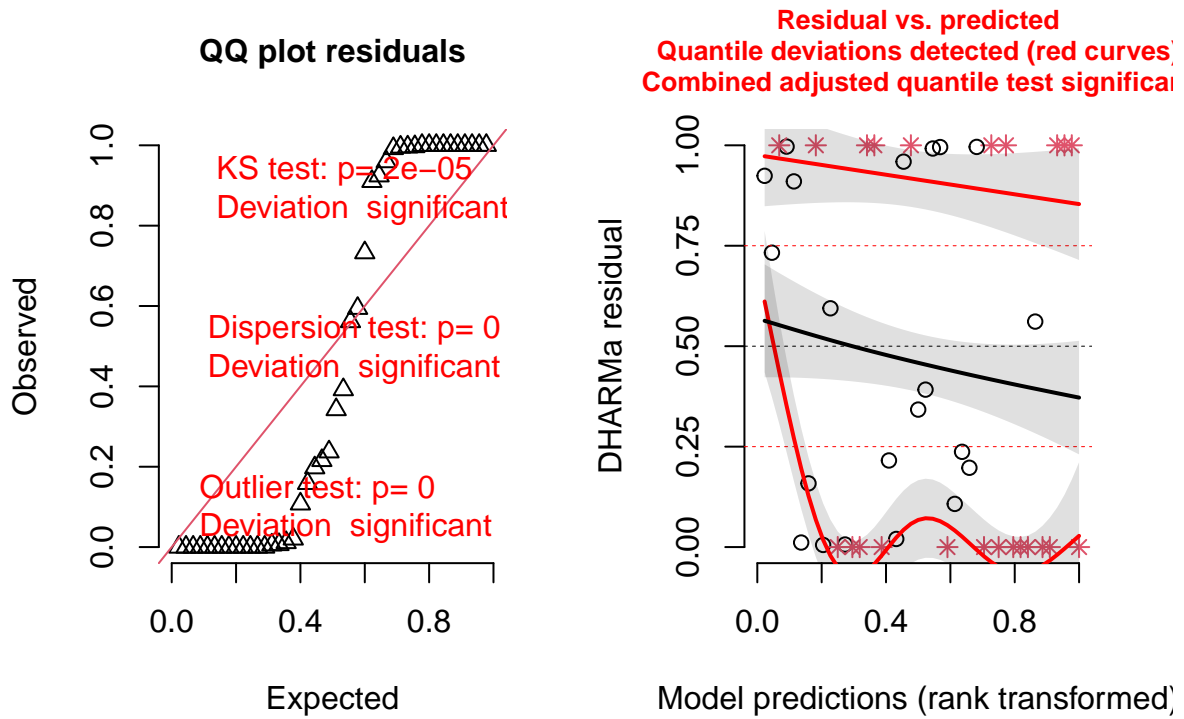 QQ plot residuals
KS test: p= 2e−05
Deviation significant
Dispersion test: p= 0
Deviation significant
Outlier test: p= 0
Deviation significant
Observed
0.0 0.2 0.4 0.6 0.8 1.0
0.0 0.4 0.8
Expected
Residual vs. predicted
Quantile deviations detected (red curves)
Combined adjusted quantile test significan
DHARMa residual
0.00 0.25 0.50 0.75 1.00
0.0 0.4 0.8
Model predictions (rank transformed)